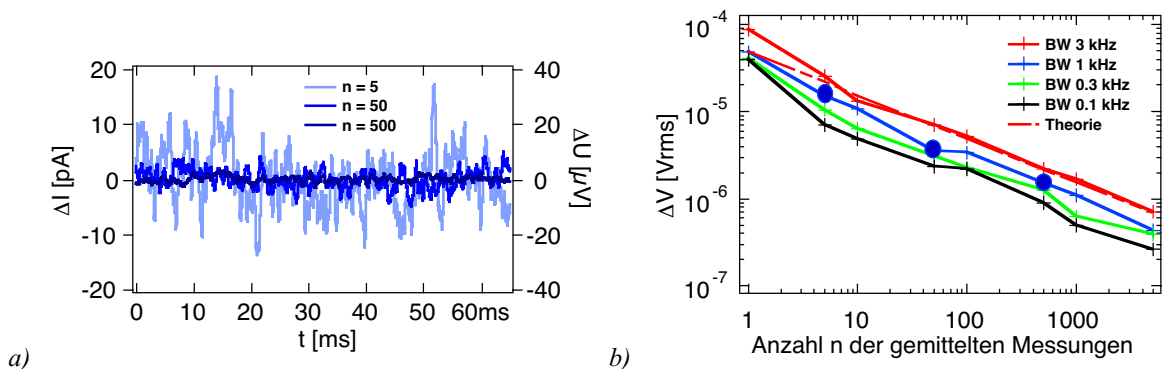 20
10
0
-10
-20
ΔI [pA]
n = 5
n = 50
n = 500
40
20
0
-20
-40
ΔU [µV]
0 10 20 30 40 50 60ms
t [ms]
a)
10-4
10-5
10-6
10-7
ΔV [Vrms]
BW 3 kHz
BW 1 kHz
BW 0.3 kHz
BW 0.1 kHz
Theorie
1 10 100 1000
Anzahl n der gemittelten Messungen
b)